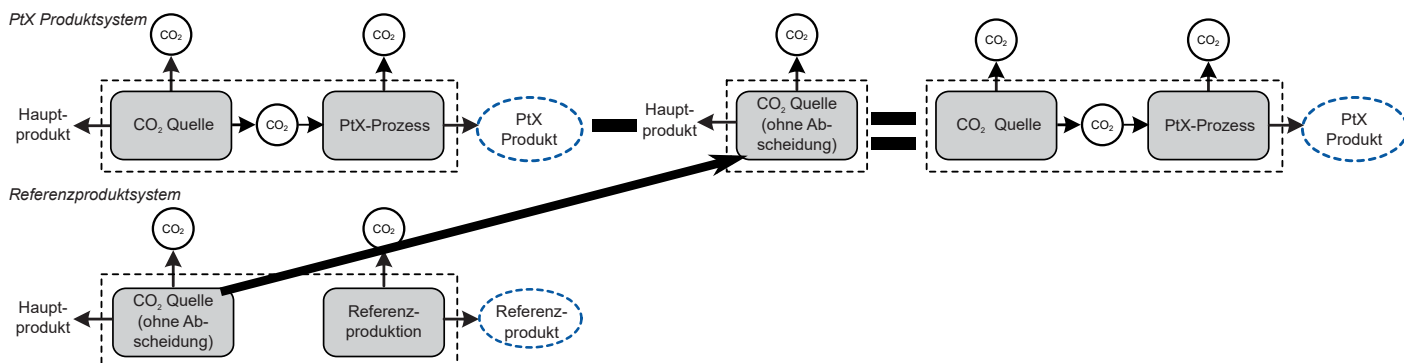 PtX Produktsystem
CO₂
CO₂
Haupt-
produkt
CO₂ Quelle
CO₂
PtX-Prozess
PtX
Produkt
CO₂
Haupt-
produkt
CO₂ Quelle
(ohne Ab-
scheidung)
CO₂
CO₂
CO₂ Quelle
CO₂
PtX-Prozess
PtX
Produkt
Referenzproduktsystem
CO₂
CO₂
Haupt-
produkt
CO₂ Quelle
(ohne Ab-
scheidung)
Referenz-
produktion
Referenz-
produkt